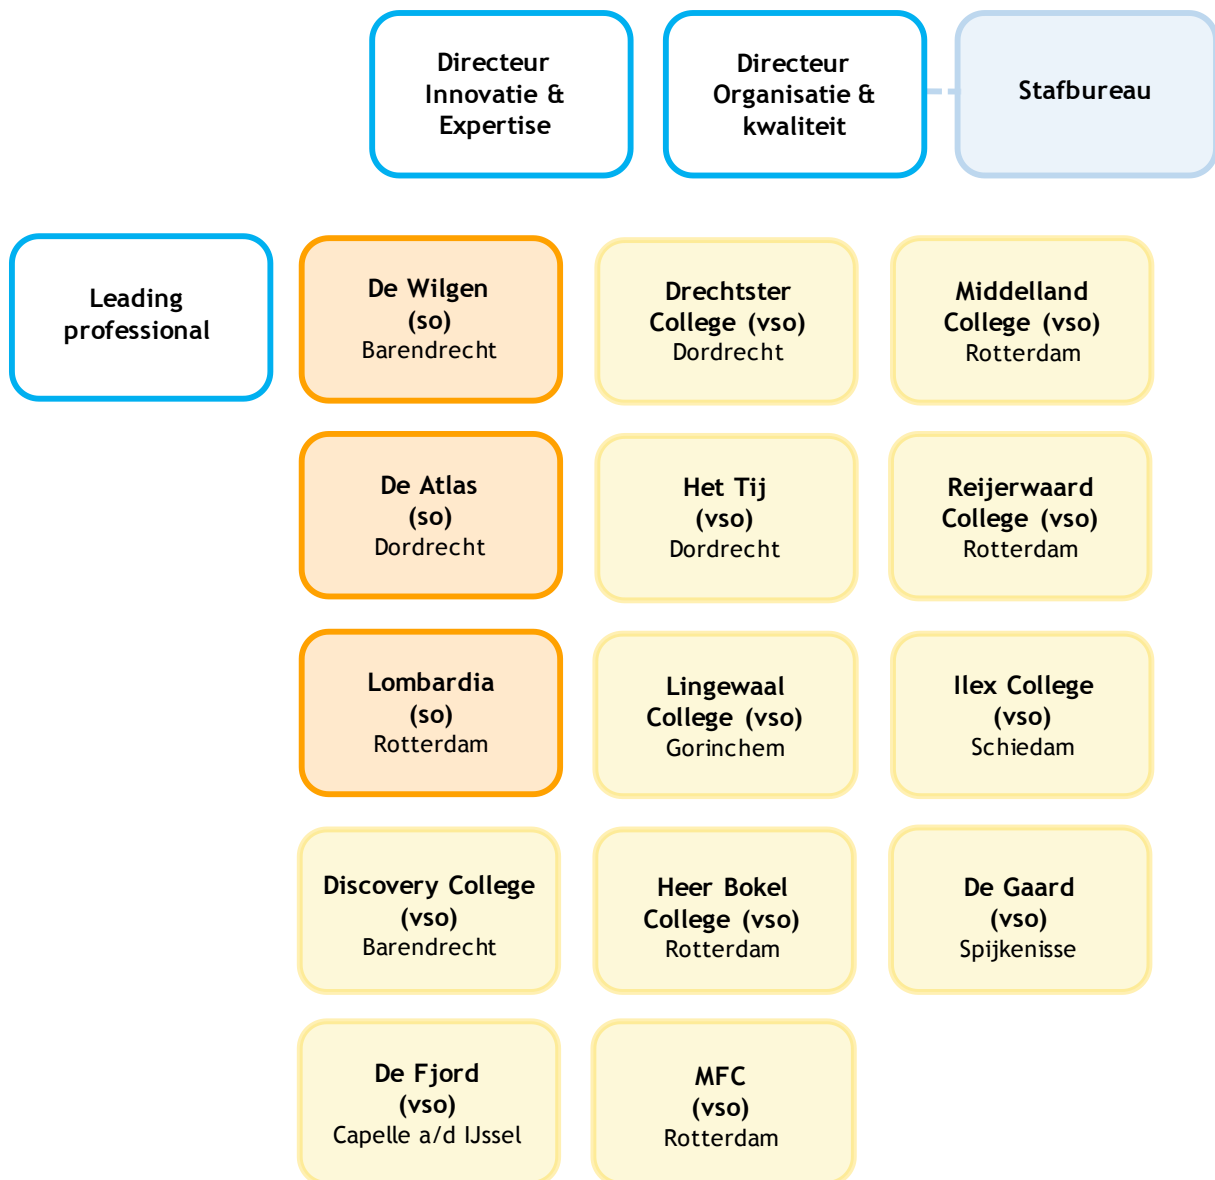 Directeur
Innovatie &
Expertise
Directeur
Organisatie &
kwaliteit
Stafbureau
Leading
professional
De Wilgen
(so)
Barendrecht
Drechtster
College (vso)
Dordrecht
Middelland
College (vso)
Rotterdam
De Atlas
(so)
Dordrecht
Het Tij
(vso)
Dordrecht
Reijerwaard
College (vso)
Rotterdam
Lombardia
(so)
Rotterdam
Lingewaal
College (vso)
Gorinchem
Ilex College
(vso)
Schiedam
Discovery College
(vso)
Barendrecht
Heer Bokel
College (vso)
Rotterdam
De Gaard
(vso)
Spijkenisse
De Fjord
(vso)
Capelle a/d IJssel
MFC
(vso)
Rotterdam